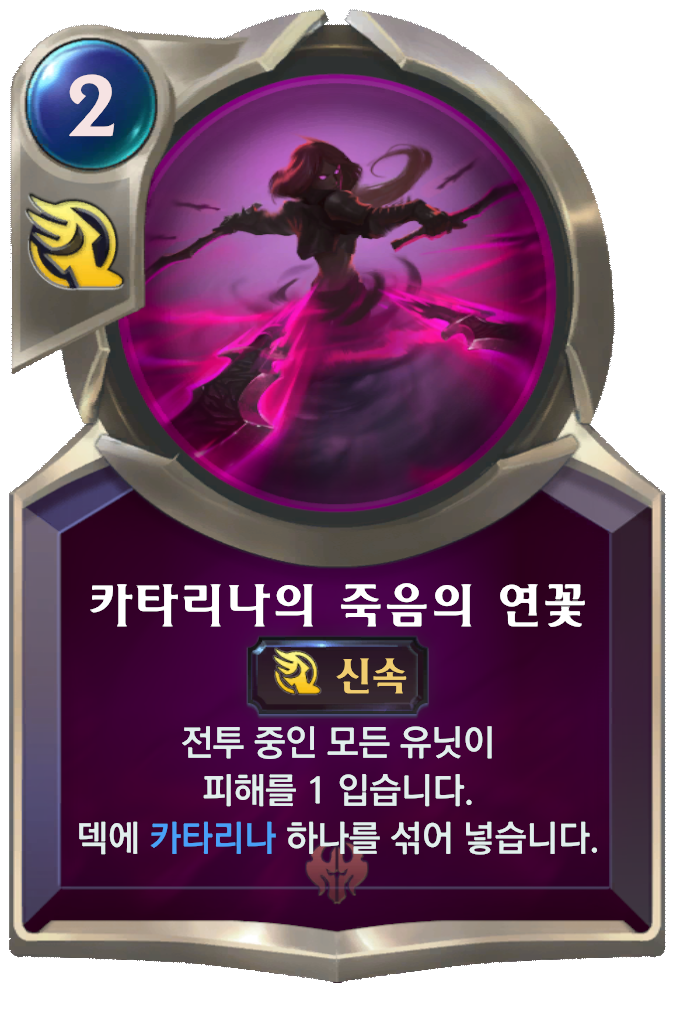 2
카타리나의 죽음의 연꽃
신속
전투 중인 모든 유닛이
피해를 1 입습니다.
덱에 카타리나 하나를 섞어 넣습니다.